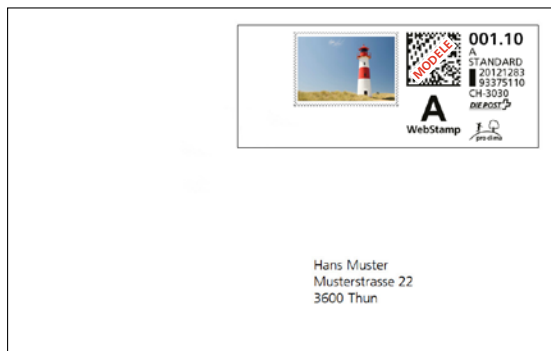 MODELE
001.10
A
STANDARD
20121283
93375110
CH-3030
DIE POST
A
WebStamp
pro clima
Hans Muster
Musterstrasse 22
3600 Thun